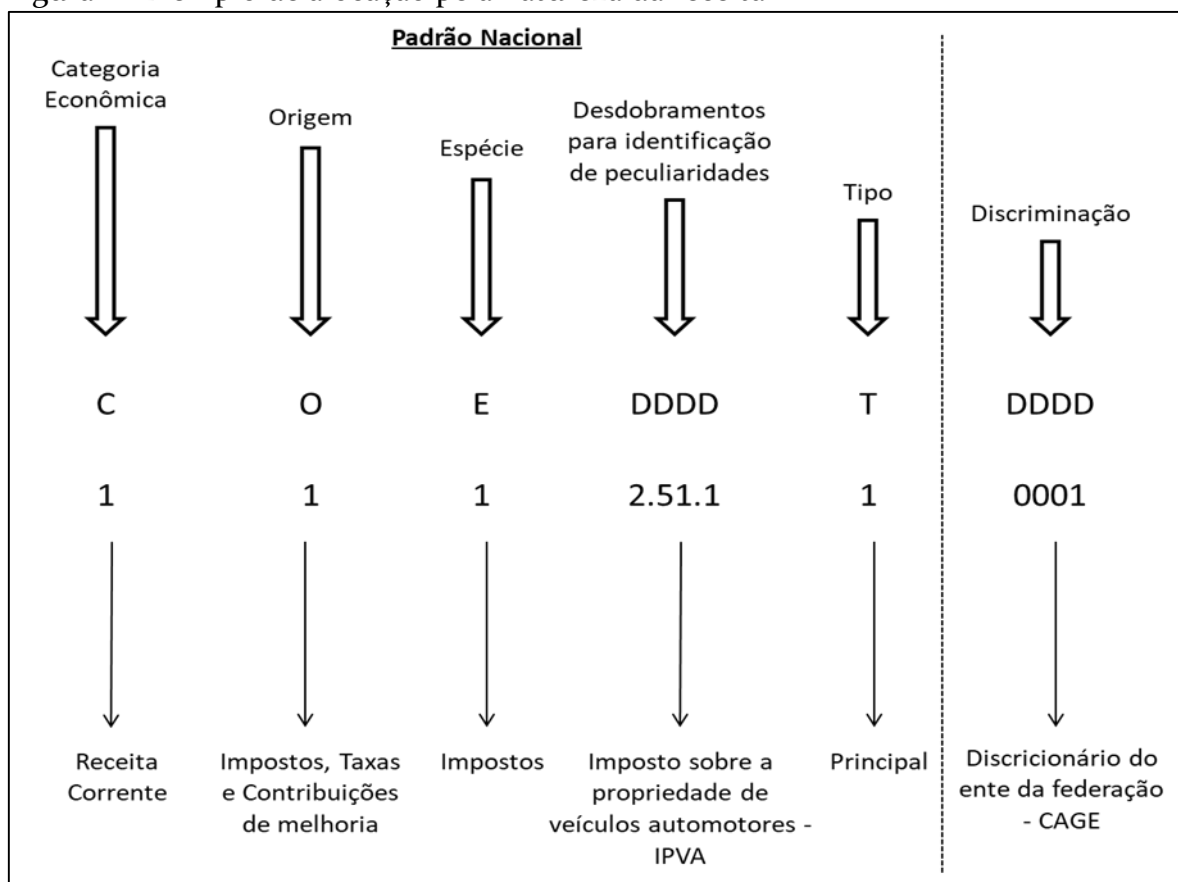 Padrão Nacional
Categoria
Econômica
Origem
Espécie
Desdobramentos
para identificação
de peculiaridades
Tipo
Discriminação
C O E DDDD T DDDD
1 1 1 2.51.1 1 0001
Receita
Corrente
Impostos, Taxas
e Contribuições
de melhoria
Impostos
Imposto sobre a
propriedade de
veículos automotores -
IPVA
Principal
Discricionário do
ente da federação
- CAGE